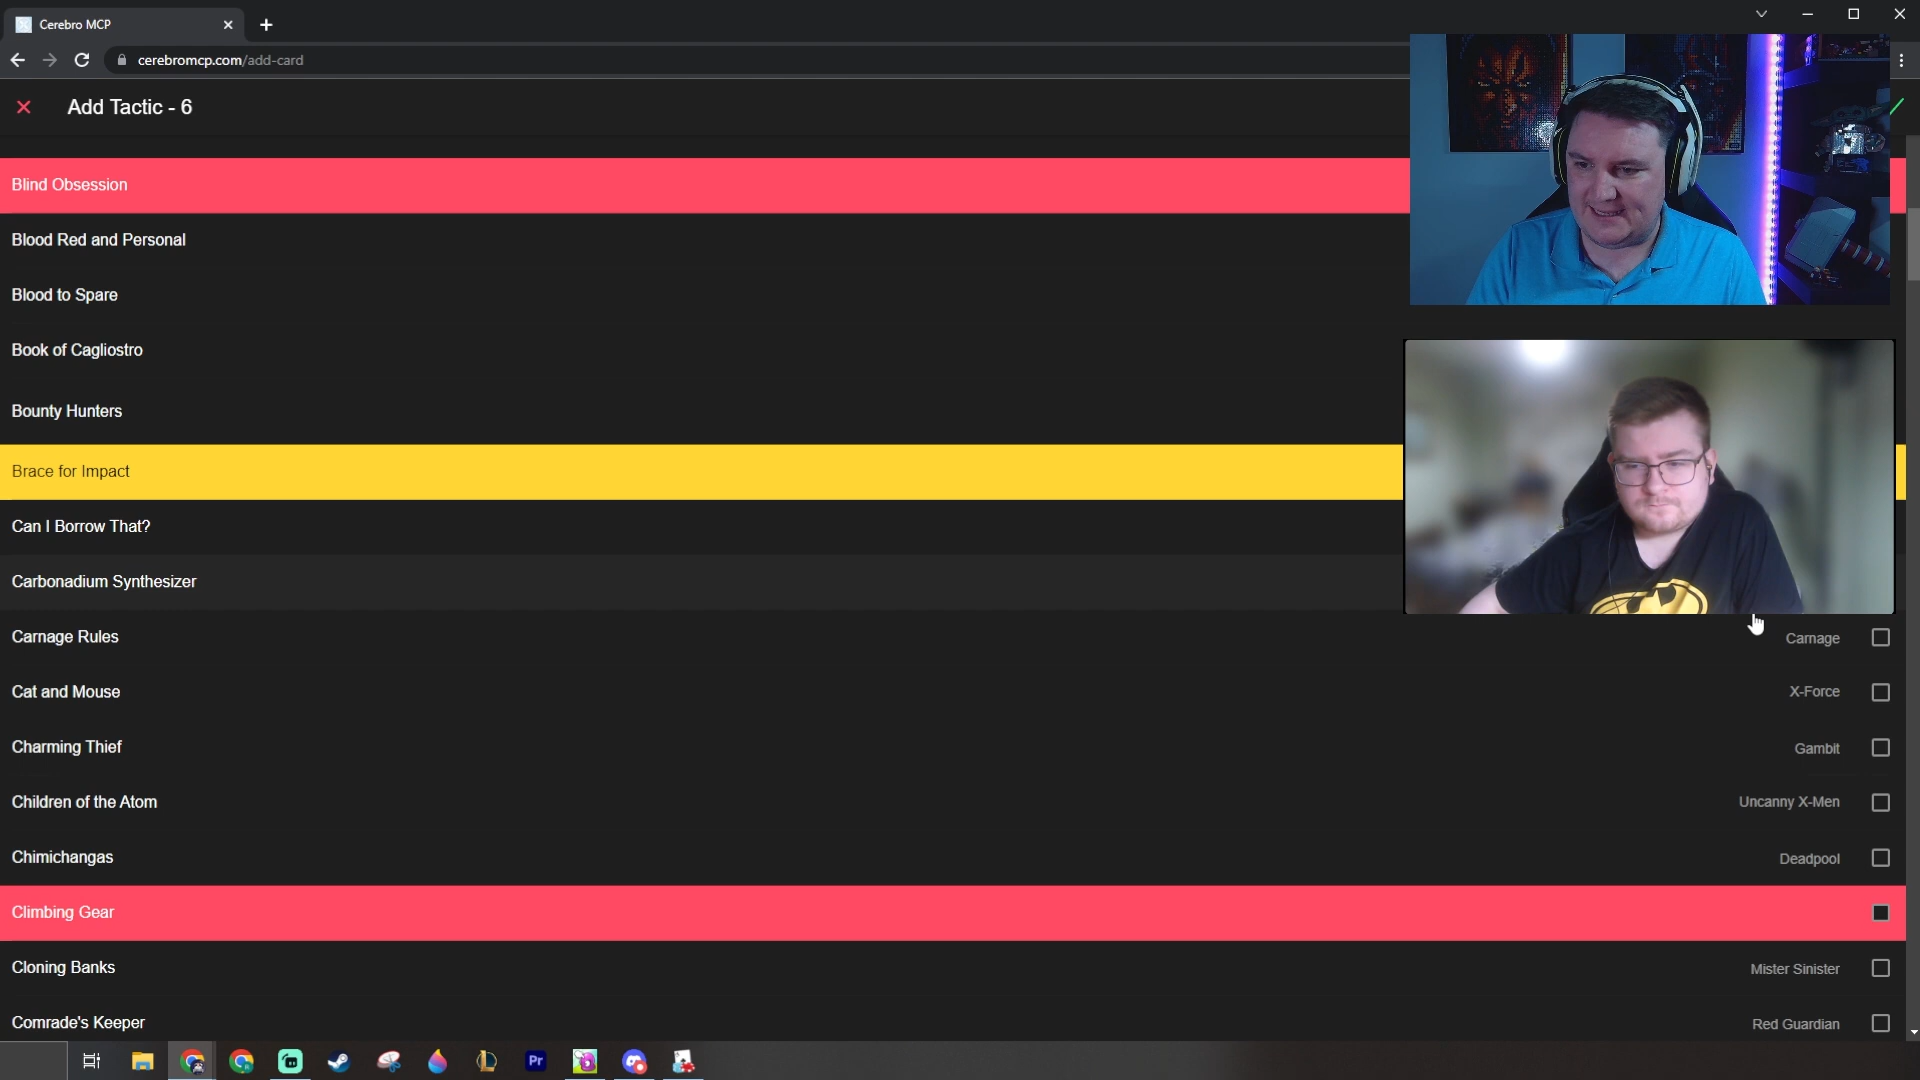 Cerebro MCP
cerebromcp.com/add-card
Add Tactic - 6
Blind Obsession
Blood Red and Personal
Blood to Spare
Book of Cagliostro
Bounty Hunters
Brace for Impact
Can I Borrow That?
Carbonadium Synthesizer
Carnage Rules
Carnage
Cat and Mouse
X-Force
Charming Thief
Gambit
Children of the Atom
Uncanny X-Men
Chimichangas
Deadpool
Climbing Gear
Cloning Banks
Mister Sinister
Comrade's Keeper
Red Guardian
Pr